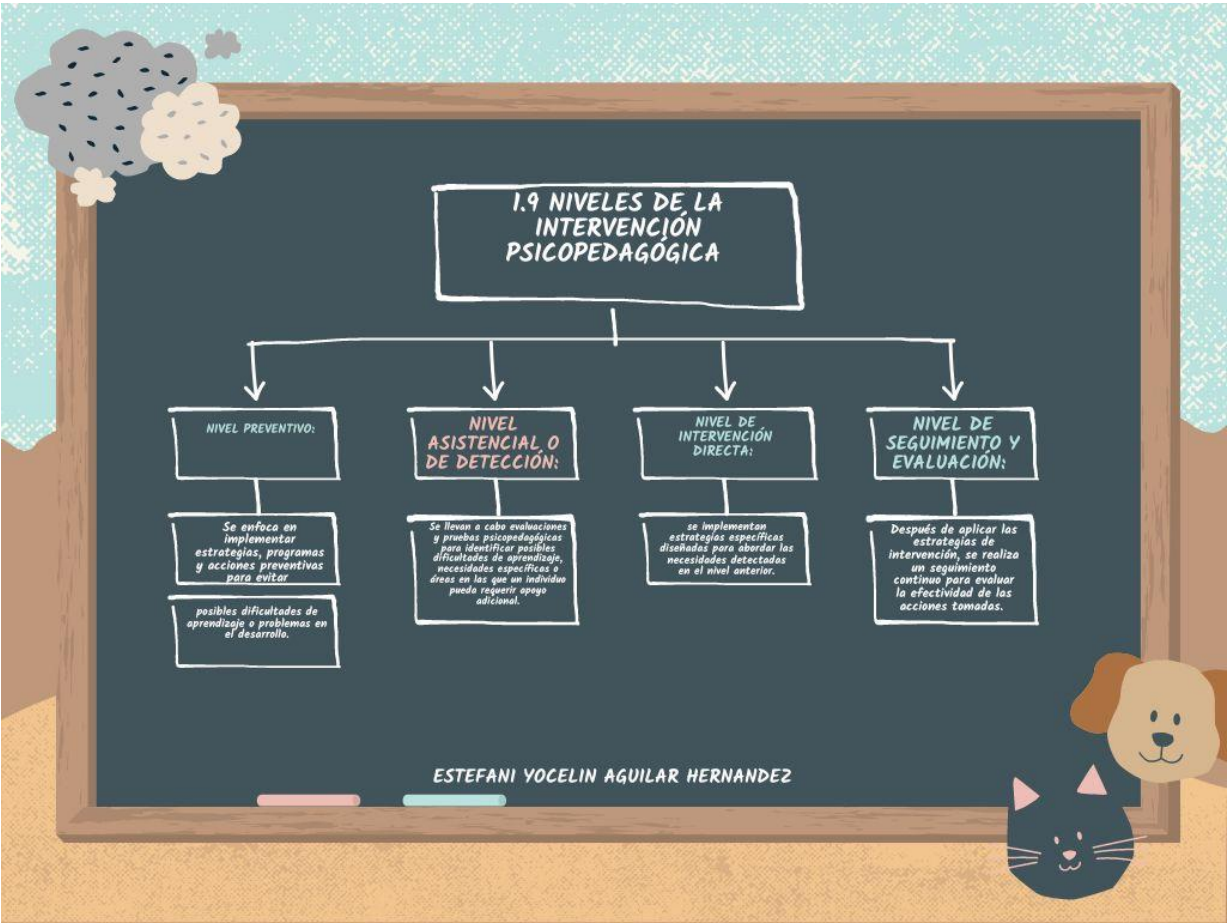 1.9 NIVELES DE LA
INTERVENCIÓN
PSICOPEDAGÓGICA
NIVEL PREVENTIVO:
Se enfoca en
implementar
estrategias, programas
y acciones preventivas
para evitar
posibles dificultades de
aprendizaje o problemas en
el desarrollo.
NIVEL
ASISTENCIAL O
DE DETECCIÓN:
Se llevan a cabo evaluaciones
y pruebas psicopedagógicas
para identificar posibles
dificultades de aprendizaje,
necesidades específicas o
áreas en las que un individuo
pueda requerir apoyo
adicional.
NIVEL DE
INTERVENCIÓN
DIRECTA:
se implementan
estrategias específicas
diseñadas para abordar las
necesidades detectadas
en el nivel anterior.
NIVEL DE
SEGUIMIENTO Y
EVALUACIÓN:
Después de aplicar las
estrategias de
intervención, se realiza
un seguimiento
continuo para evaluar
la efectividad de las
acciones tomadas.
ESTEFANI YOCELIN AGUILAR HERNANDEZ